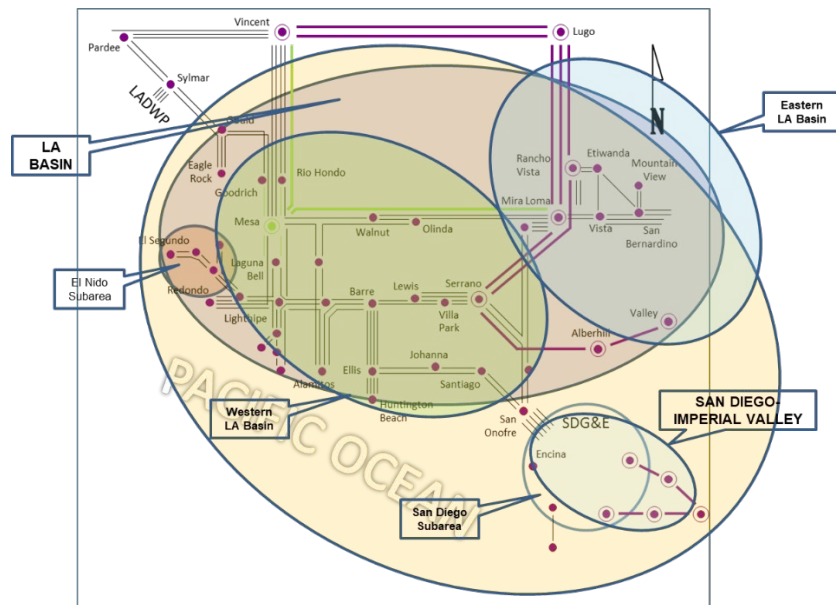 Vincent
Lugo
Pardee
Sylmar
LADWP
N
Eastern
LA Basin
LA
BASIN
Gould
Eagle
Rock
Goodrich
Rio Hondo
Rancho
Vista
Etiwanda
Mountain
View
Mesa
Mira Loma
Walnut
Olinda
Vista
San
Bernardino
El Segundo
El Nido
Subarea
Laguna
Bell
Redondo
Lighthipe
Barre
Lewis
Serrano
Villa
Park
Valley
Alberhill
Johanna
Ellis
Santiago
Alamitos
Huntington
Beach
Western
LA Basin
PACIFIC OCEAN
San
Onofre
SDG&E
SAN DIEGO-
IMPERIAL VALLEY
Encina
San Diego
Subarea